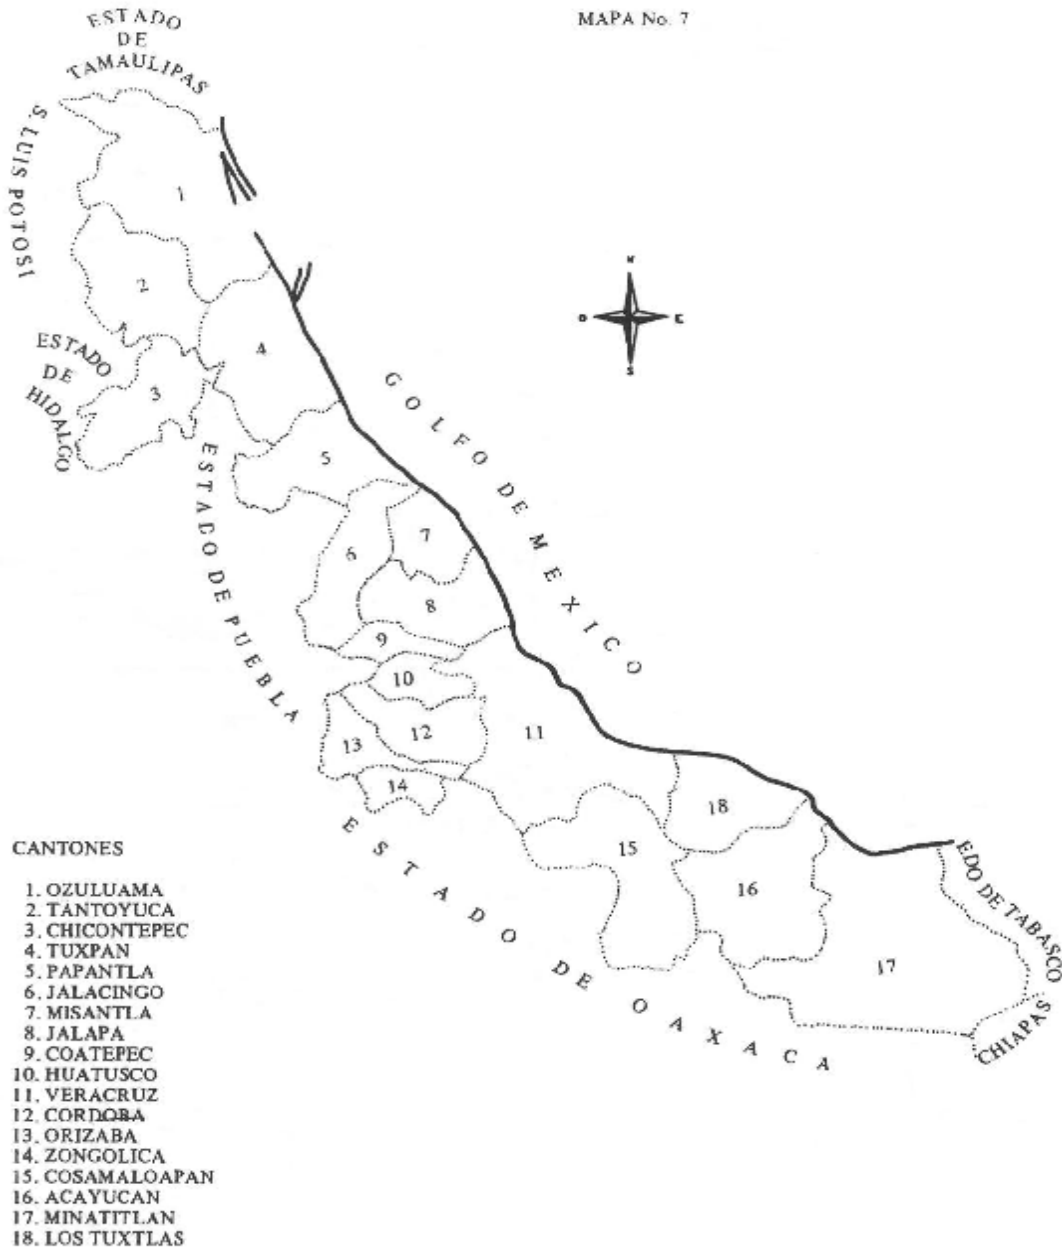 MAPA No. 7
ESTADO
DE
TAMAULIPAS
S. LUIS POTOSI
1
2
ESTADO
DE
HIDALGO
3
4
N
O E
S
GOLFO DE MEXICO
5
ESTADO DE PUEBLA
6
7
8
9
10
11
12
13
14
15
16
17
18
ESTADO DE OAXACA
EDO DE TABASCO
CHIAPAS
CANTONES
1. OZULUAMA
2. TANTOYUCA
3. CHICONTEPEC
4. TUXPAN
5. PAPANTLA
6. JALACINGO
7. MISANTLA
8. JALAPA
9. COATEPEC
10. HUATUSCO
11. VERACRUZ
12. CORDOBA
13. ORIZABA
14. ZONGOLICA
15. COSAMALOAPAN
16. ACAYUCAN
17. MINATITLAN
18. LOS TUXTLAS